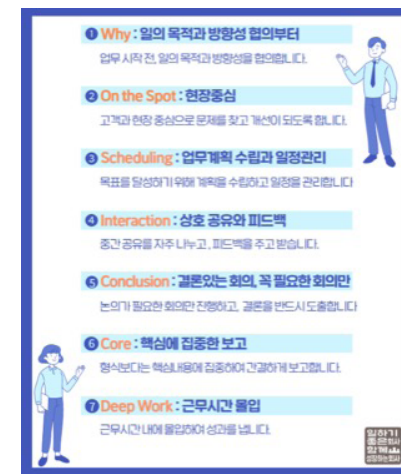 ❶ Why : 일의 목적과 방향성 협의부터
업무 시작 전, 일의 목적과 방향성을 협의합니다.
❷ On the Spot : 현장중심
고객과 현장 중심으로 문제를 찾고 개선이 되도록 합니다.
❸ Scheduling : 업무계획 수립과 일정관리
목표를 달성하기 위해 계획을 수립하고 일정을 관리합니다
❹ Interaction : 상호 공유와 피드백
중간 공유를 자주 나누고, 피드백을 주고 받습니다.
❺ Conclusion : 결론있는 회의, 꼭 필요한 회의만
논의가 필요한 회의만 진행하고, 결론을 반드시 도출합니다
❻ Core : 핵심에 집중한 보고
형식보다는 핵심내용에 집중하여 간결하게 보고합니다.
❼ Deep Work : 근무시간 몰입
근무시간 내에 몰입하여 성과를 냅니다.
일하기
좋은회사
함께
성장하는회사